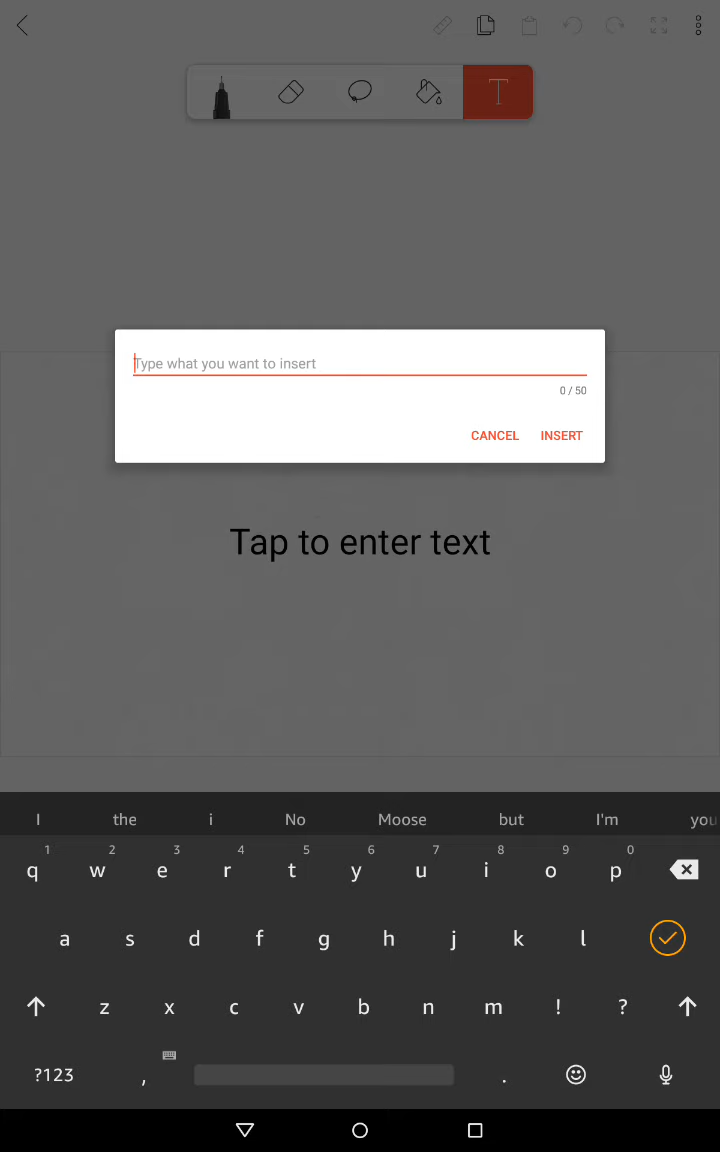 T
Type what you want to insert
0 / 50
CANCEL INSERT
Tap to enter text
I the i No Moose but I'm you
1 2 3 4 5 6 7 8 9 0
q w e r t y u i o p
a s d f g h j k l
z x c v b n m ! ?
?123 , .